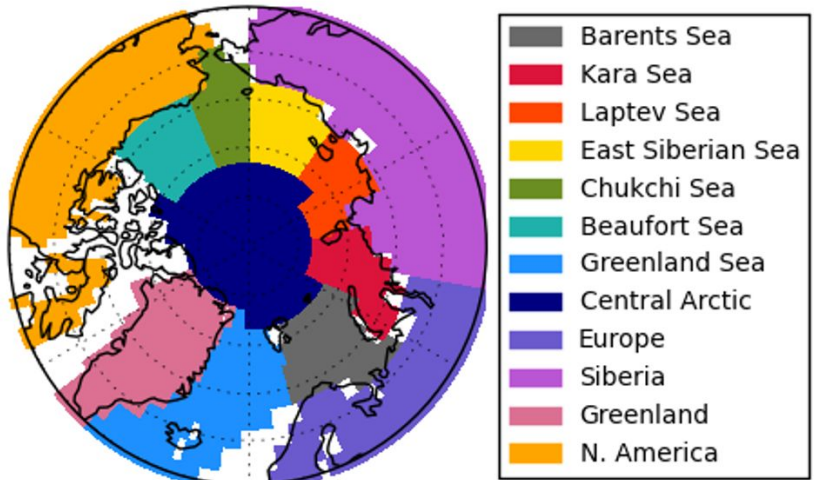 Barents Sea
Kara Sea
Laptev Sea
East Siberian Sea
Chukchi Sea
Beaufort Sea
Greenland Sea
Central Arctic
Europe
Siberia
Greenland
N. America